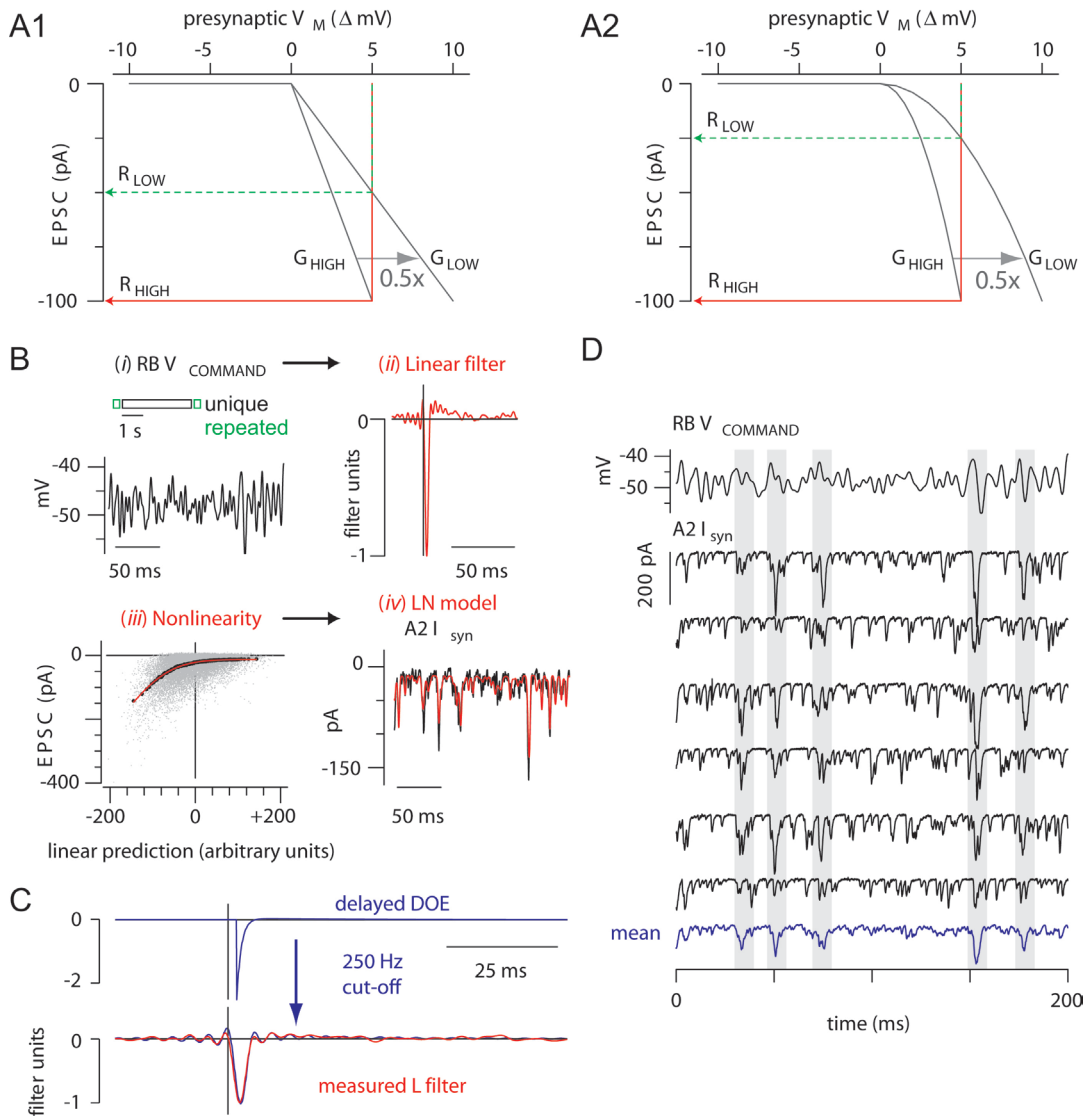 A1
presynaptic V M (Δ mV)
-10 -5 0 5 10
0
R LOW
EPSC (pA)
G HIGH
G LOW
0.5x
R HIGH
-100
A2
presynaptic V M (Δ mV)
-10 -5 0 5 10
0
R LOW
EPSC (pA)
G HIGH
G LOW
0.5x
R HIGH
-100
B
(i) RB V COMMAND
unique
repeated
1 s
-40
mV
-50
50 ms
(ii) Linear filter
0
filter units
-1
50 ms
(iii) Nonlinearity
0
EPSC (pA)
-400
-200 0 +200
linear prediction (arbitrary units)
(iv) LN model
A2 I syn
0
pA
-150
50 ms
C
delayed DOE
0
-2
250 Hz
cut-off
25 ms
0
filter units
measured L filter
-1
D
RB V COMMAND
-40
mV
-50
A2 I syn
200 pA
mean
0 200
time (ms)